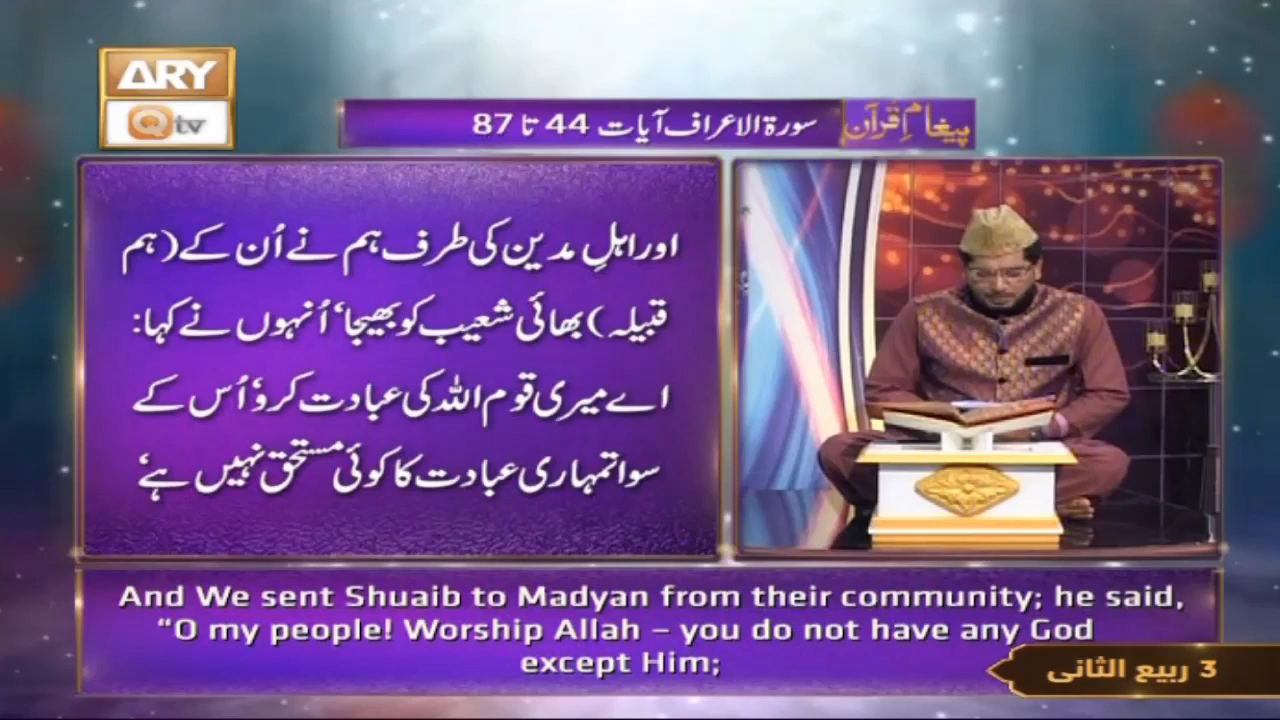 ARY
Qtv
پیغامِ قرآن
سورۃ الاعراف آیات 44 تا 87
اور اہلِ مدین کی طرف ہم نے اُن کے (ہم
قبیلہ) بھائی شعیب کو بھیجا‘ اُنہوں نے کہا:
اے میری قوم اللہ کی عبادت کرو‘ اُس کے
سوا تمہاری عبادت کا کوئی مستحق نہیں ہے‘
And We sent Shuaib to Madyan from their community; he said,
“O my people! Worship Allah – you do not have any God
except Him;
3 ربیع الثانی